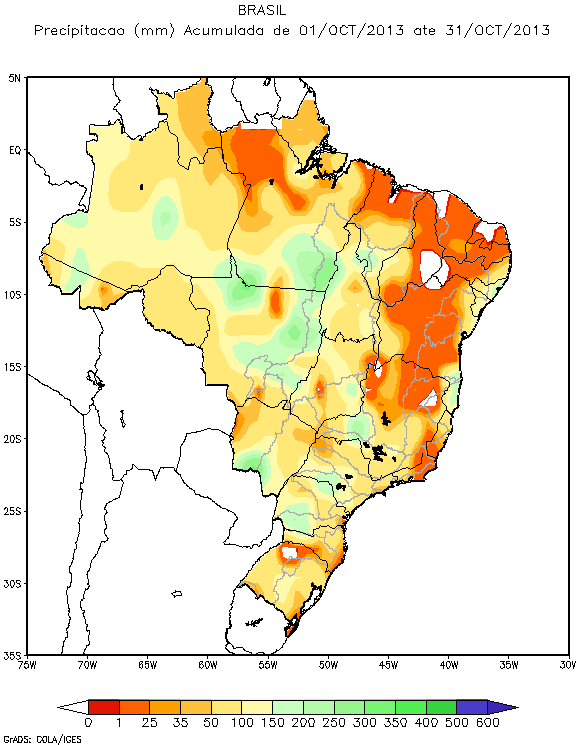 BRASIL
Precipitacao (mm) Acumulada de 01/OCT/2013 ate 31/OCT/2013
5N
EQ
5S
10S
15S
20S
25S
30S
35S
75W 70W 65W 60W 55W 50W 45W 40W 35W 30W
0 1 25 35 50 100 150 200 300 350 400 450 500 600
GrADS: COLA/IGES